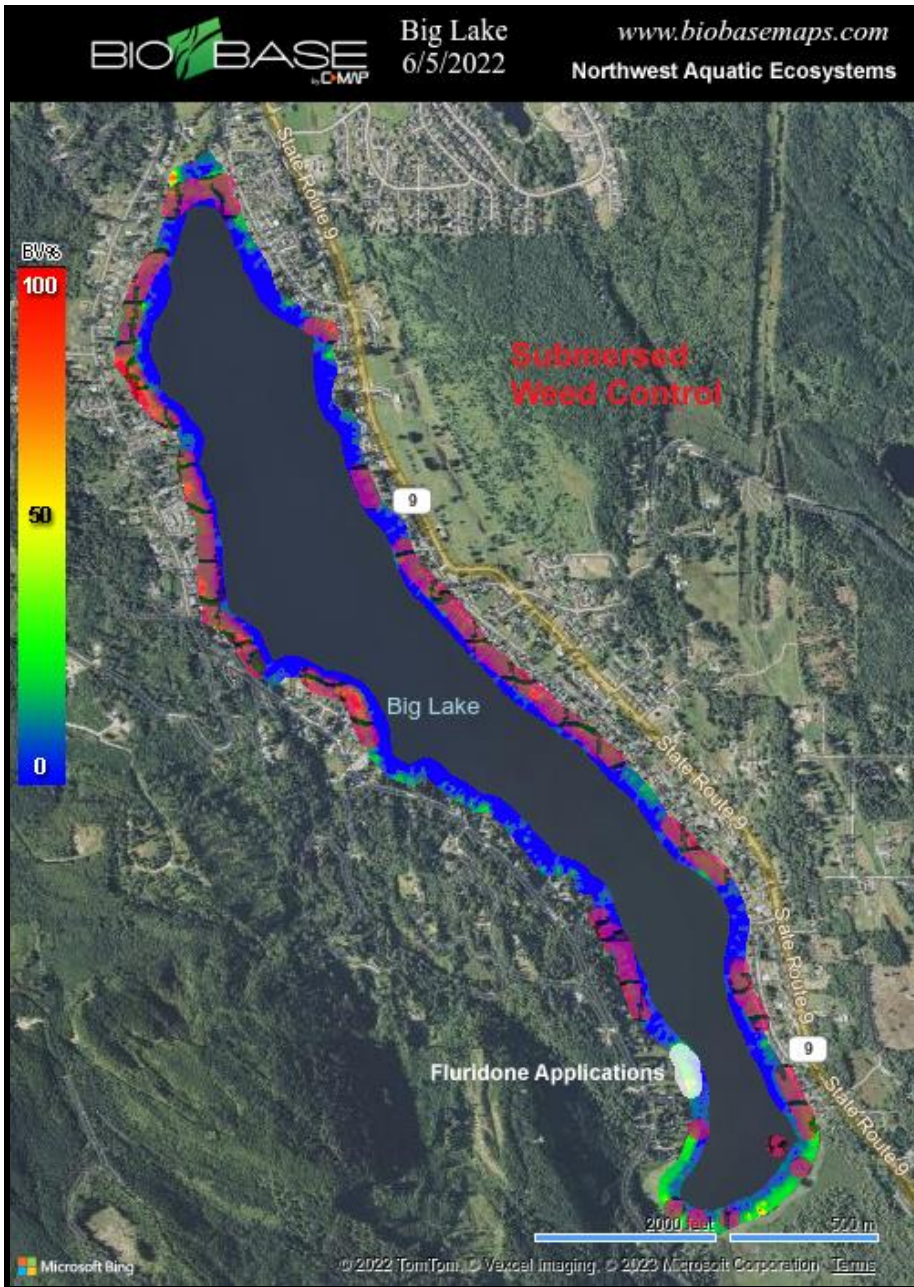 BIO BASE
by C-MAP
Big Lake
6/5/2022
www.biobasemaps.com
Northwest Aquatic Ecosystems
State Route 9
BV%
100
50
0
Submersed
Weed Control
9
Big Lake
State Route 9
State Route 9
9
Fluridone Applications
State Route 9
2000 feet
500 m
Microsoft Bing
© 2022 TomTom, © Vexcel Imaging, © 2023 Microsoft Corporation Terms